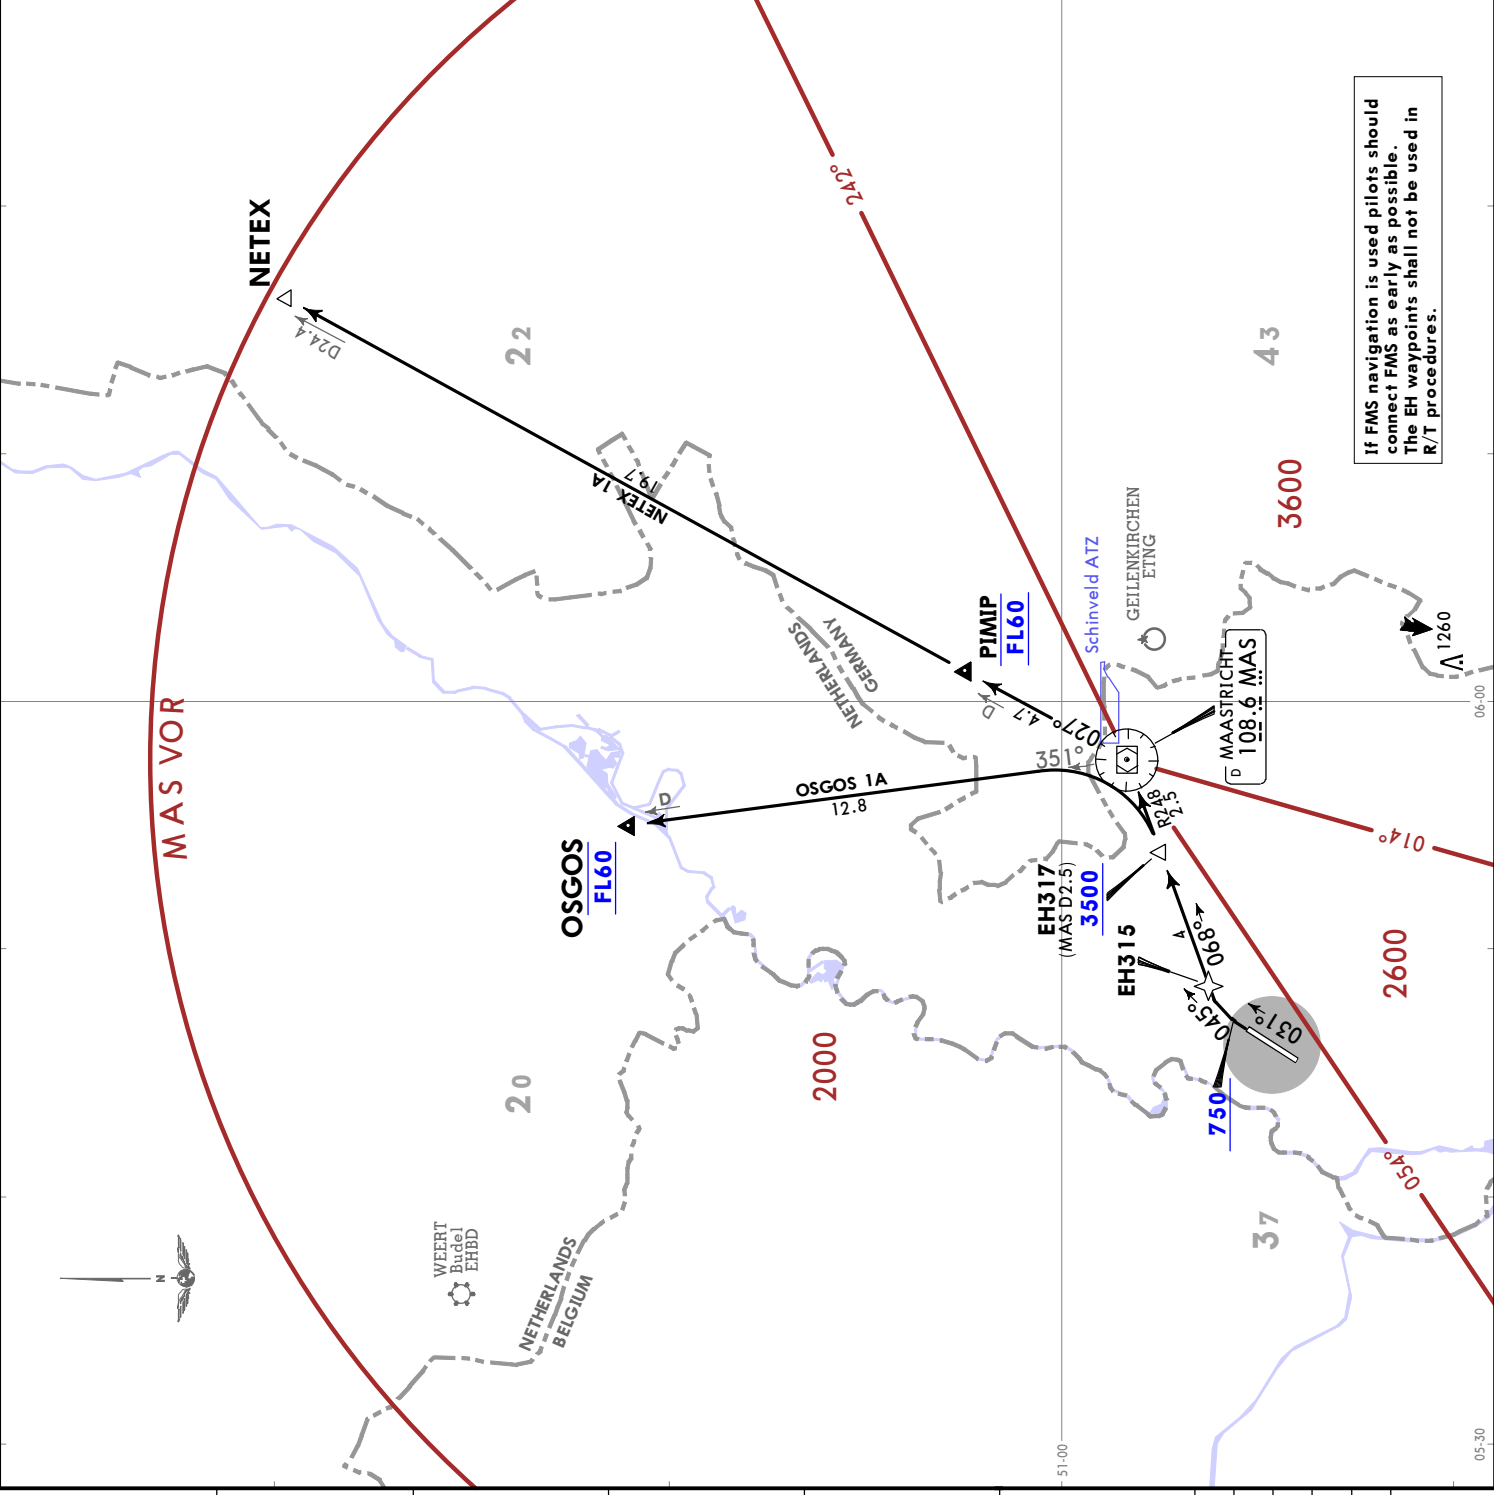 MAS VOR
NETEX
D24.4
22
NETEX 1A
19.7
242°
43
If FMS navigation is used pilots should
connect FMS as early as possible.
The EH waypoints shall not be used in
R/T procedures.
3600
Schinveld ATZ
GEILENKIRCHEN
ETNG
1260
PIMIP
FL60
NETHERLANDS
GERMANY
D
4.7
027°
351°
MAASTRICHT
D 108.6 MAS
06-00
OSGOS 1A
12.8
D
OSGOS
FL60
R248
2.5
014°
EH317
(MAS D2.5)
3500
EH315
A
068°
045°
031°
750
2600
2000
20
054°
37
N
WEERT
Budel
EHBD
NETHERLANDS
BELGIUM
51-00
05-30